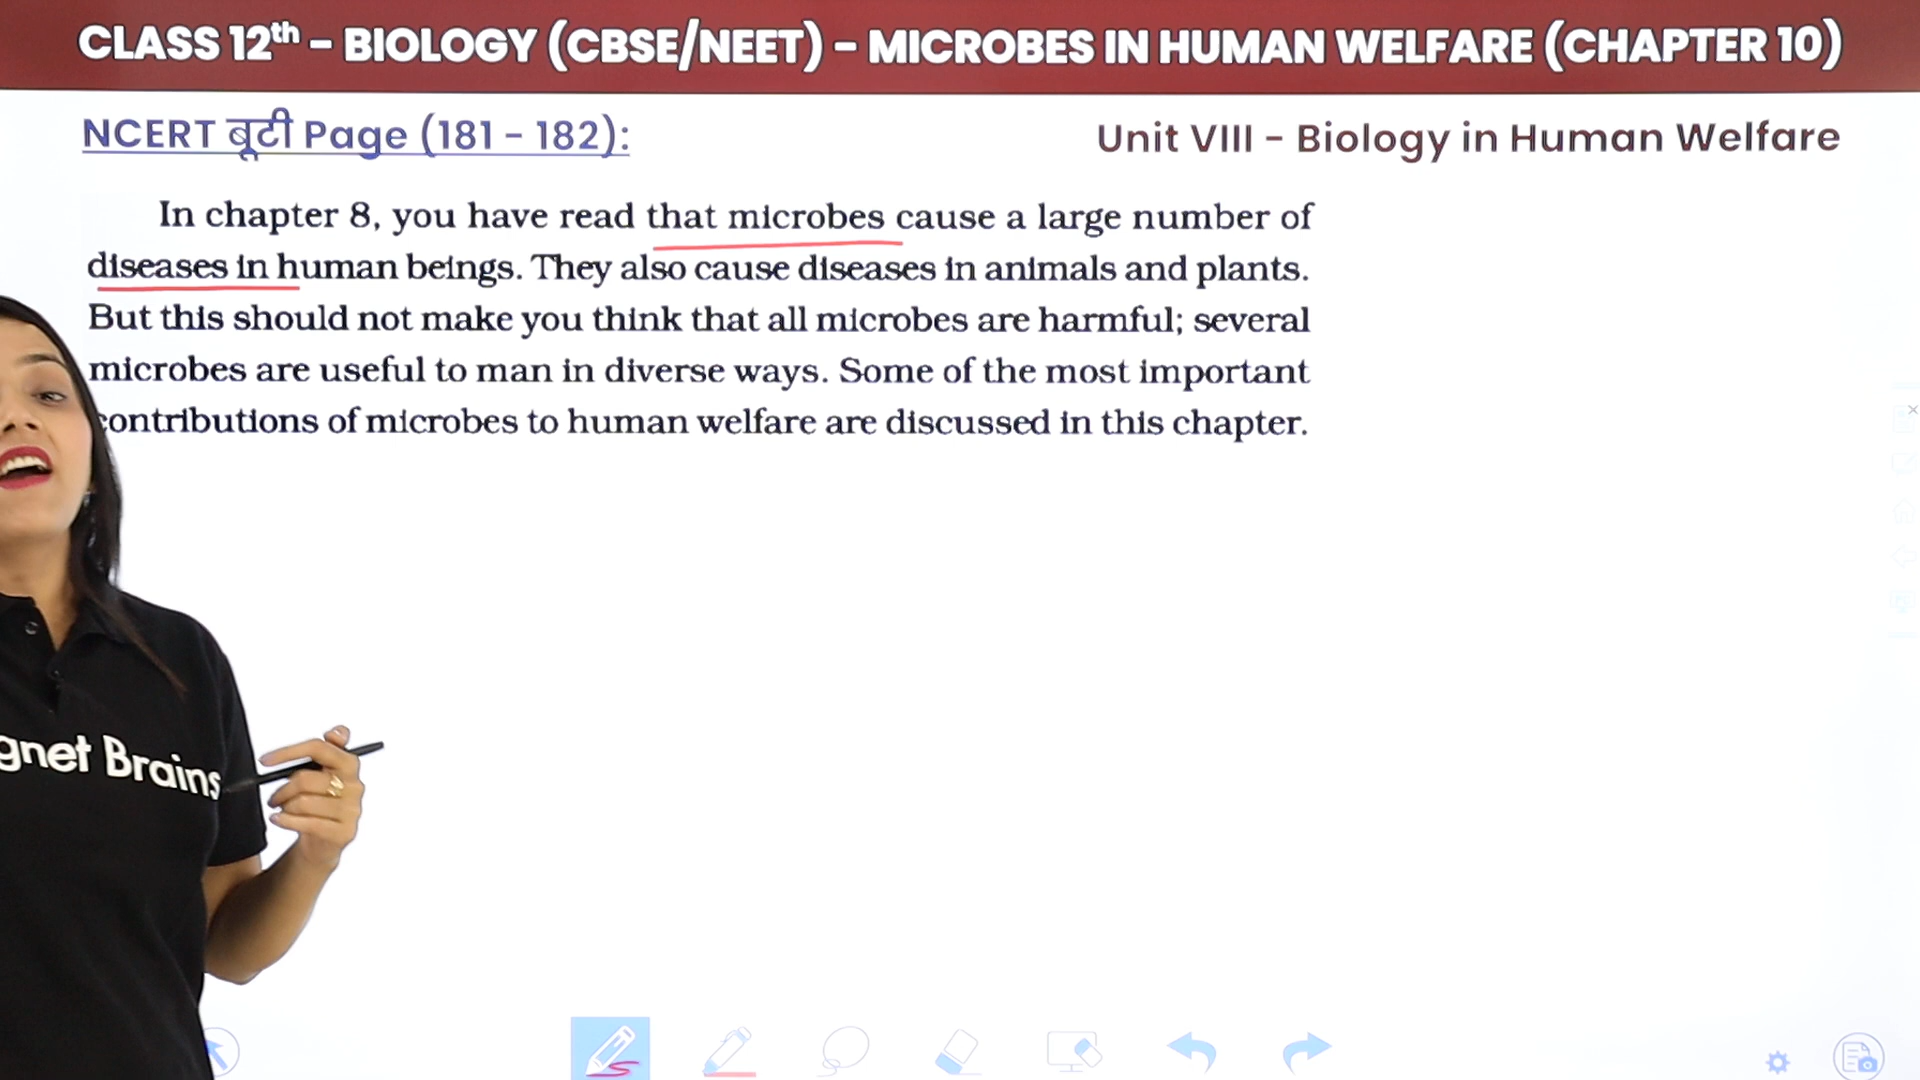 CLASS 12th – BIOLOGY (CBSE/NEET) – MICROBES IN HUMAN WELFARE (CHAPTER 10)
NCERT बूटी Page (181 – 182):
Unit VIII – Biology in Human Welfare
In chapter 8, you have read that microbes cause a large number of
diseases in human beings. They also cause diseases in animals and plants.
But this should not make you think that all microbes are harmful; several
microbes are useful to man in diverse ways. Some of the most important
contributions of microbes to human welfare are discussed in this chapter.
gnet Brains